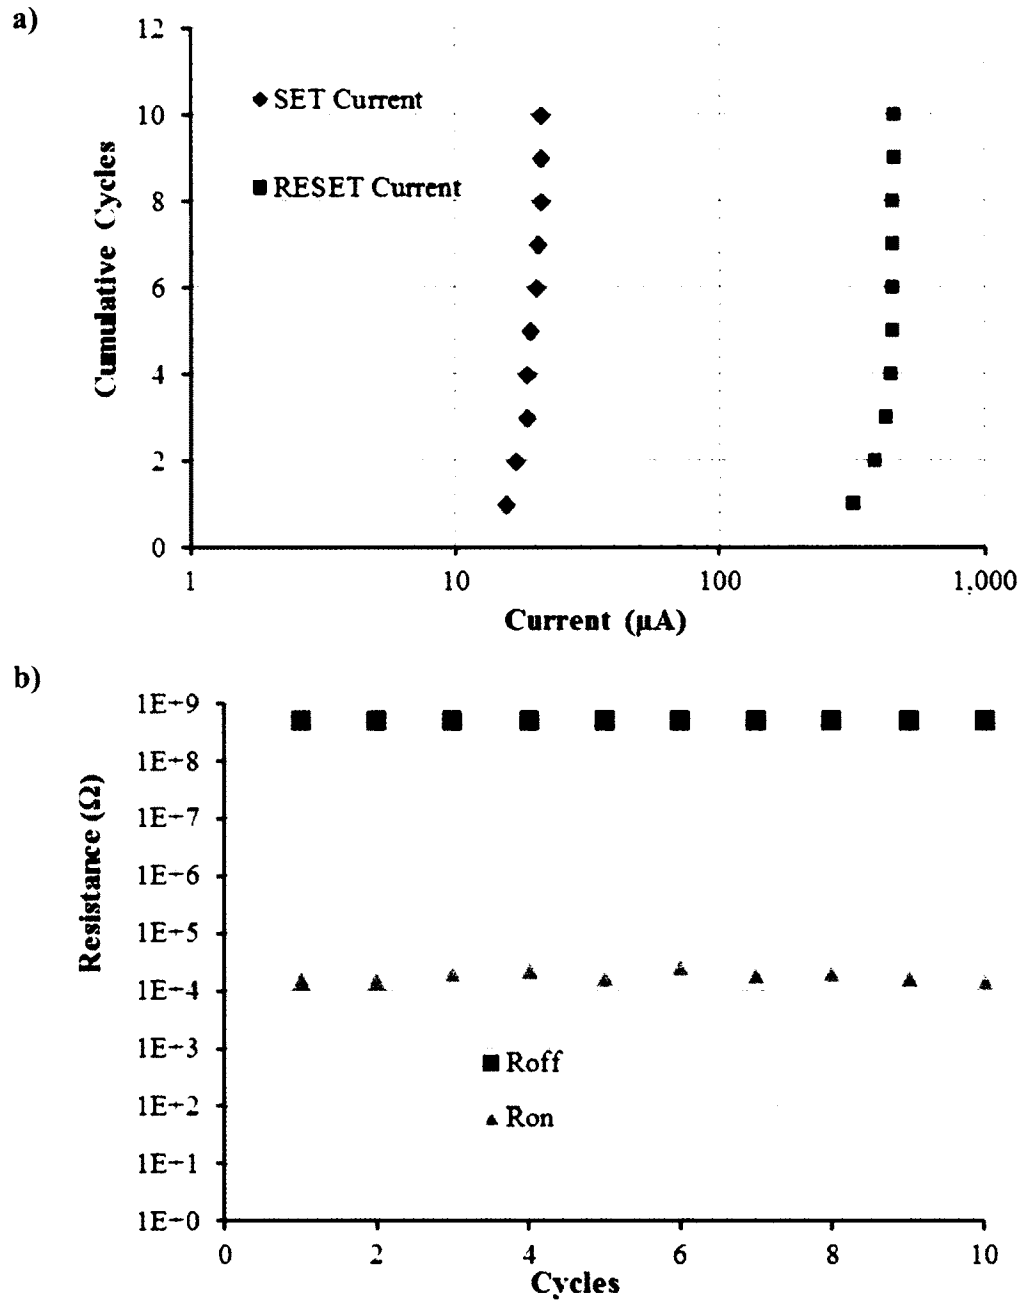 a)
12
10
8
6
4
2
0
Cumulative Cycles
SET Current
RESET Current
1
10
100
1,000
Current (µA)
b)
1E+9
1E+8
1E+7
1E+6
1E+5
1E+4
1E+3
1E+2
1E+1
1E+0
Resistance (Ω)
Roff
Ron
0
2
4
6
8
10
Cycles